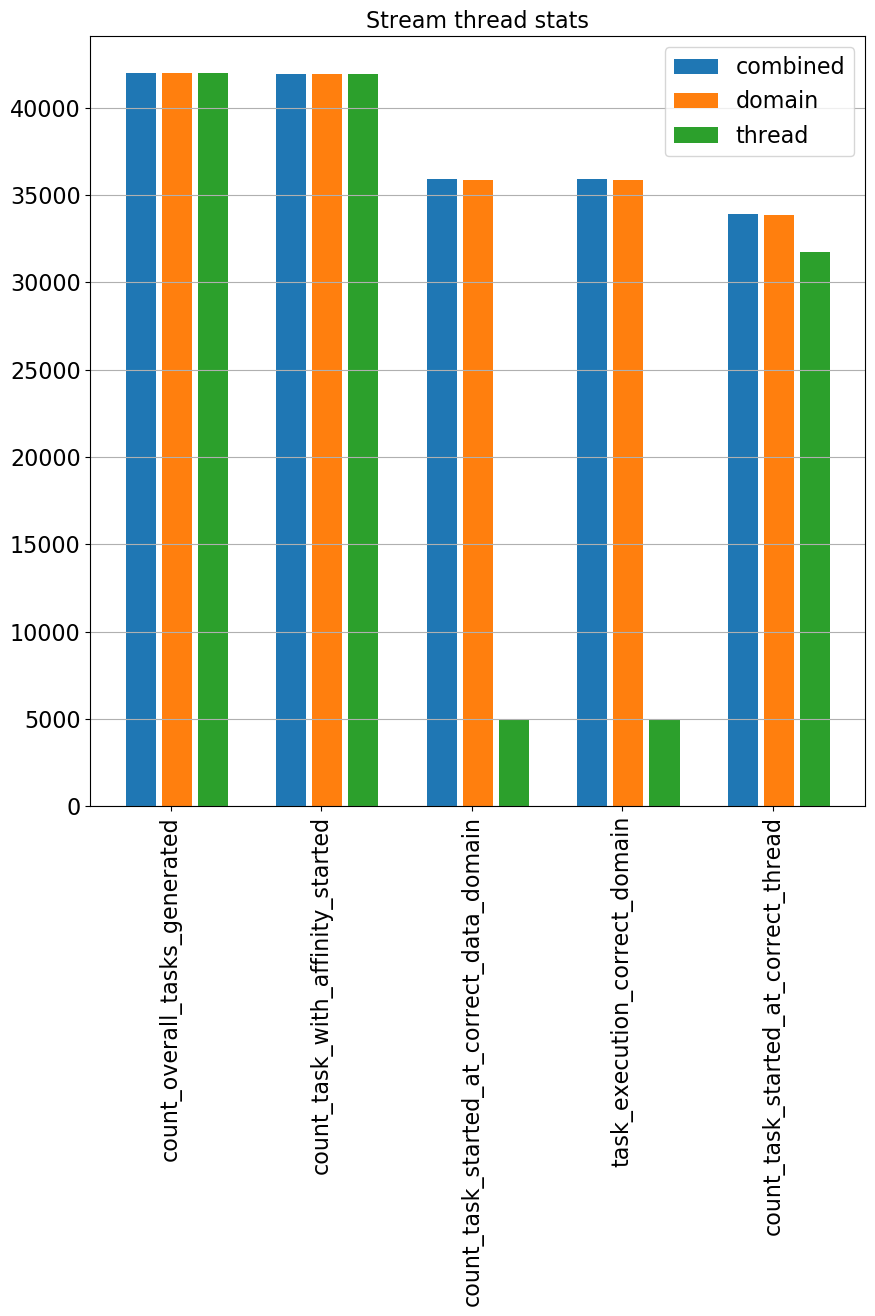 Stream thread stats
combined
domain
thread
40000
35000
30000
25000
20000
15000
10000
5000
0
count_overall_tasks_generated
count_task_with_affinity_started
count_task_started_at_correct_data_domain
task_execution_correct_domain
count_task_started_at_correct_thread